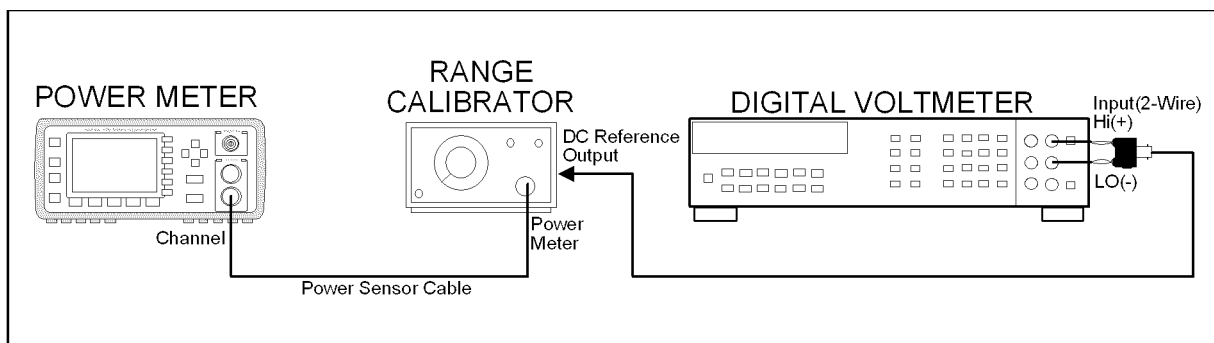 POWER METER
RANGE
CALIBRATOR
DIGITAL VOLTMETER
Input(2-Wire)
Hi(+)
DC Reference
Output
LO(-)
Power
Meter
Channel
Power Sensor Cable